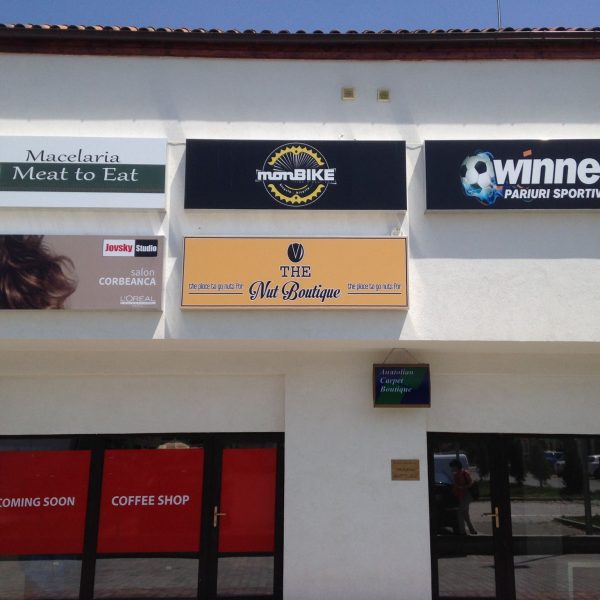 Macelaria
Meat to Eat
monBIKE
Winne
PARIURI SPORTIV
Jovsky Studio
salon
CORBEANCA
L'ORÉAL
THE
the place to go nuts for
Nut Boutique
the place to go nuts for
Anatolian
Carpet
Boutique
COMING SOON
COFFEE SHOP